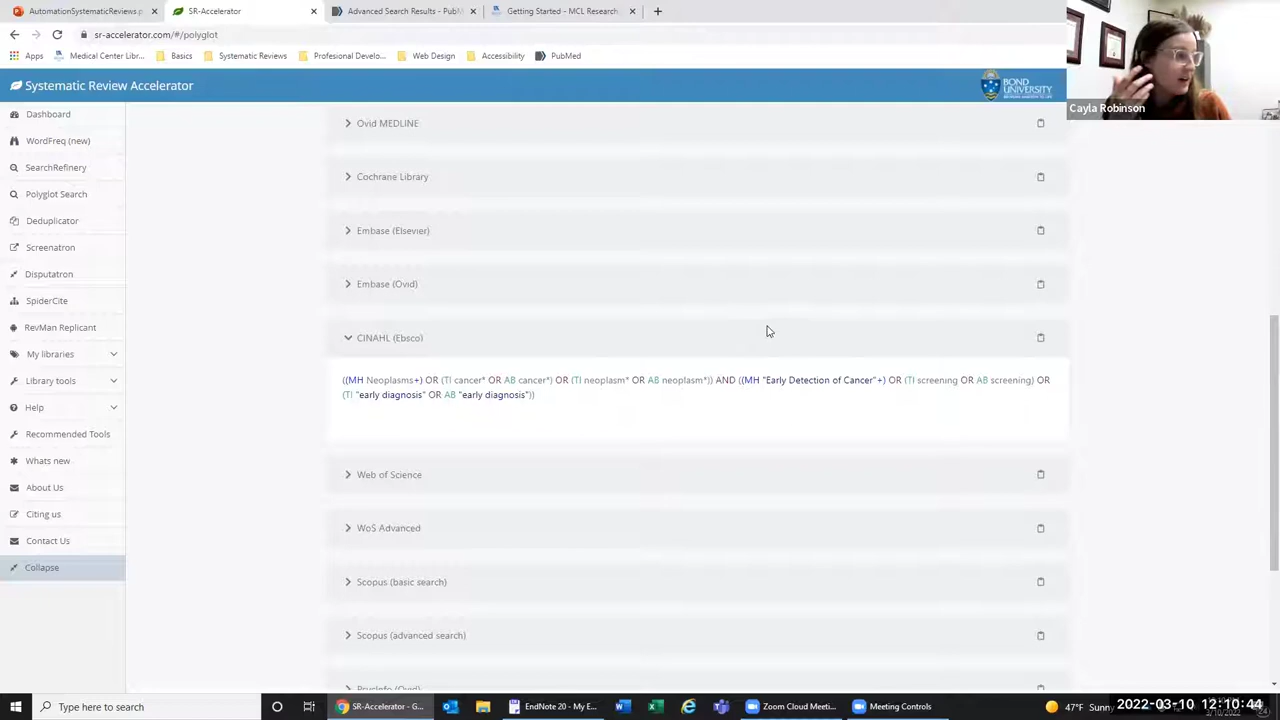 AutomationSystematicReviews.p
SR-Accelerator
Advanced Search Results - PubM
Getting Started - MCL Research
sr-accelerator.com/#/polyglot
Apps
Medical Center Libr...
Basics
Systematic Reviews
Profesional Develo...
Web Design
Accessibility
PubMed
Systematic Review Accelerator
BOND
UNIVERSITY
Cayla Robinson
Dashboard
WordFreq (new)
SearchRefinery
Polyglot Search
Deduplicator
Screenatron
Disputatron
SpiderCite
RevMan Replicant
My libraries
Library tools
Help
Recommended Tools
Whats new
About Us
Citing us
Contact Us
Collapse
Ovid MEDLINE
Cochrane Library
Embase (Elsevier)
Embase (Ovid)
CINAHL (Ebsco)
((MH Neoplasms+) OR (TI cancer* OR AB cancer*) OR (TI neoplasm* OR AB neoplasm*)) AND ((MH "Early Detection of Cancer"+) OR (TI screening OR AB screening) OR
(TI "early diagnosis" OR AB "early diagnosis"))
Web of Science
WoS Advanced
Scopus (basic search)
Scopus (advanced search)
PsycInfo (Ovid)
Type here to search
SR-Accelerator - G...
EndNote 20 - My E...
Zoom Cloud Meeti...
Meeting Controls
47°F Sunny
2022-03-10 12:10:44